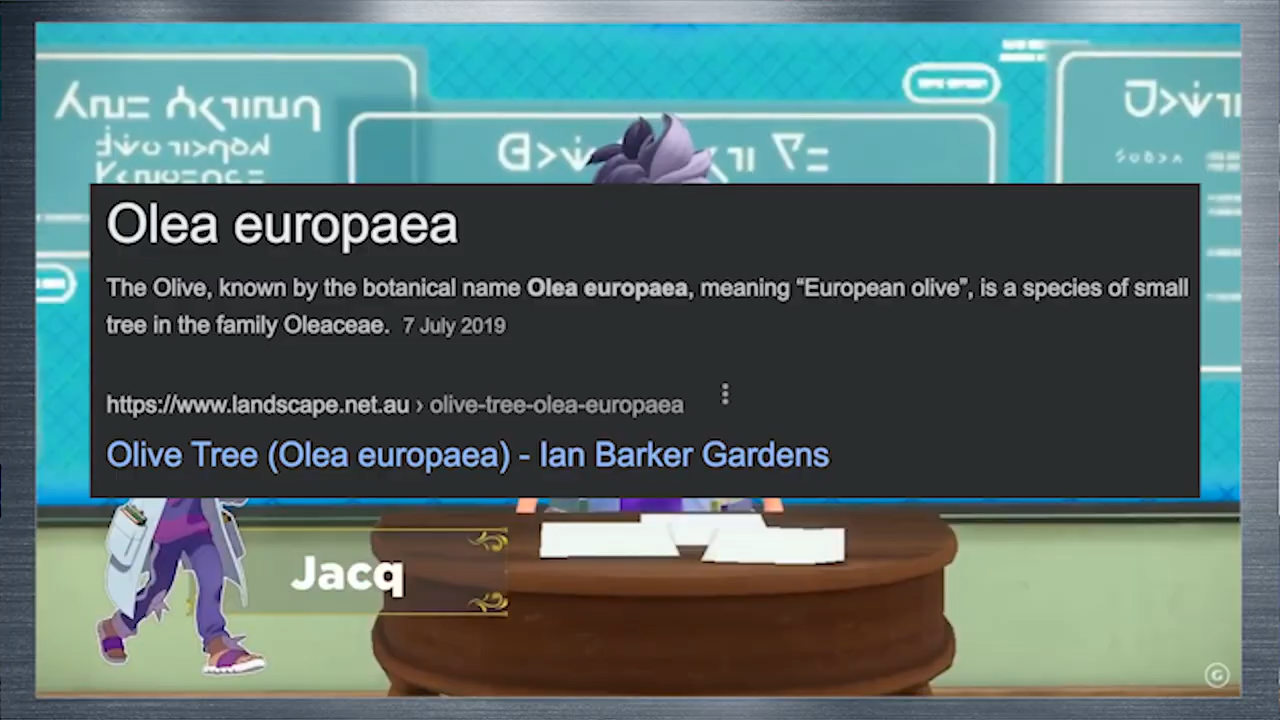 Olea europaea
The Olive, known by the botanical name Olea europaea, meaning “European olive”, is a species of small
tree in the family Oleaceae. 7 July 2019
https://www.landscape.net.au › olive-tree-olea-europaea
Olive Tree (Olea europaea) - Ian Barker Gardens
Jacq
G